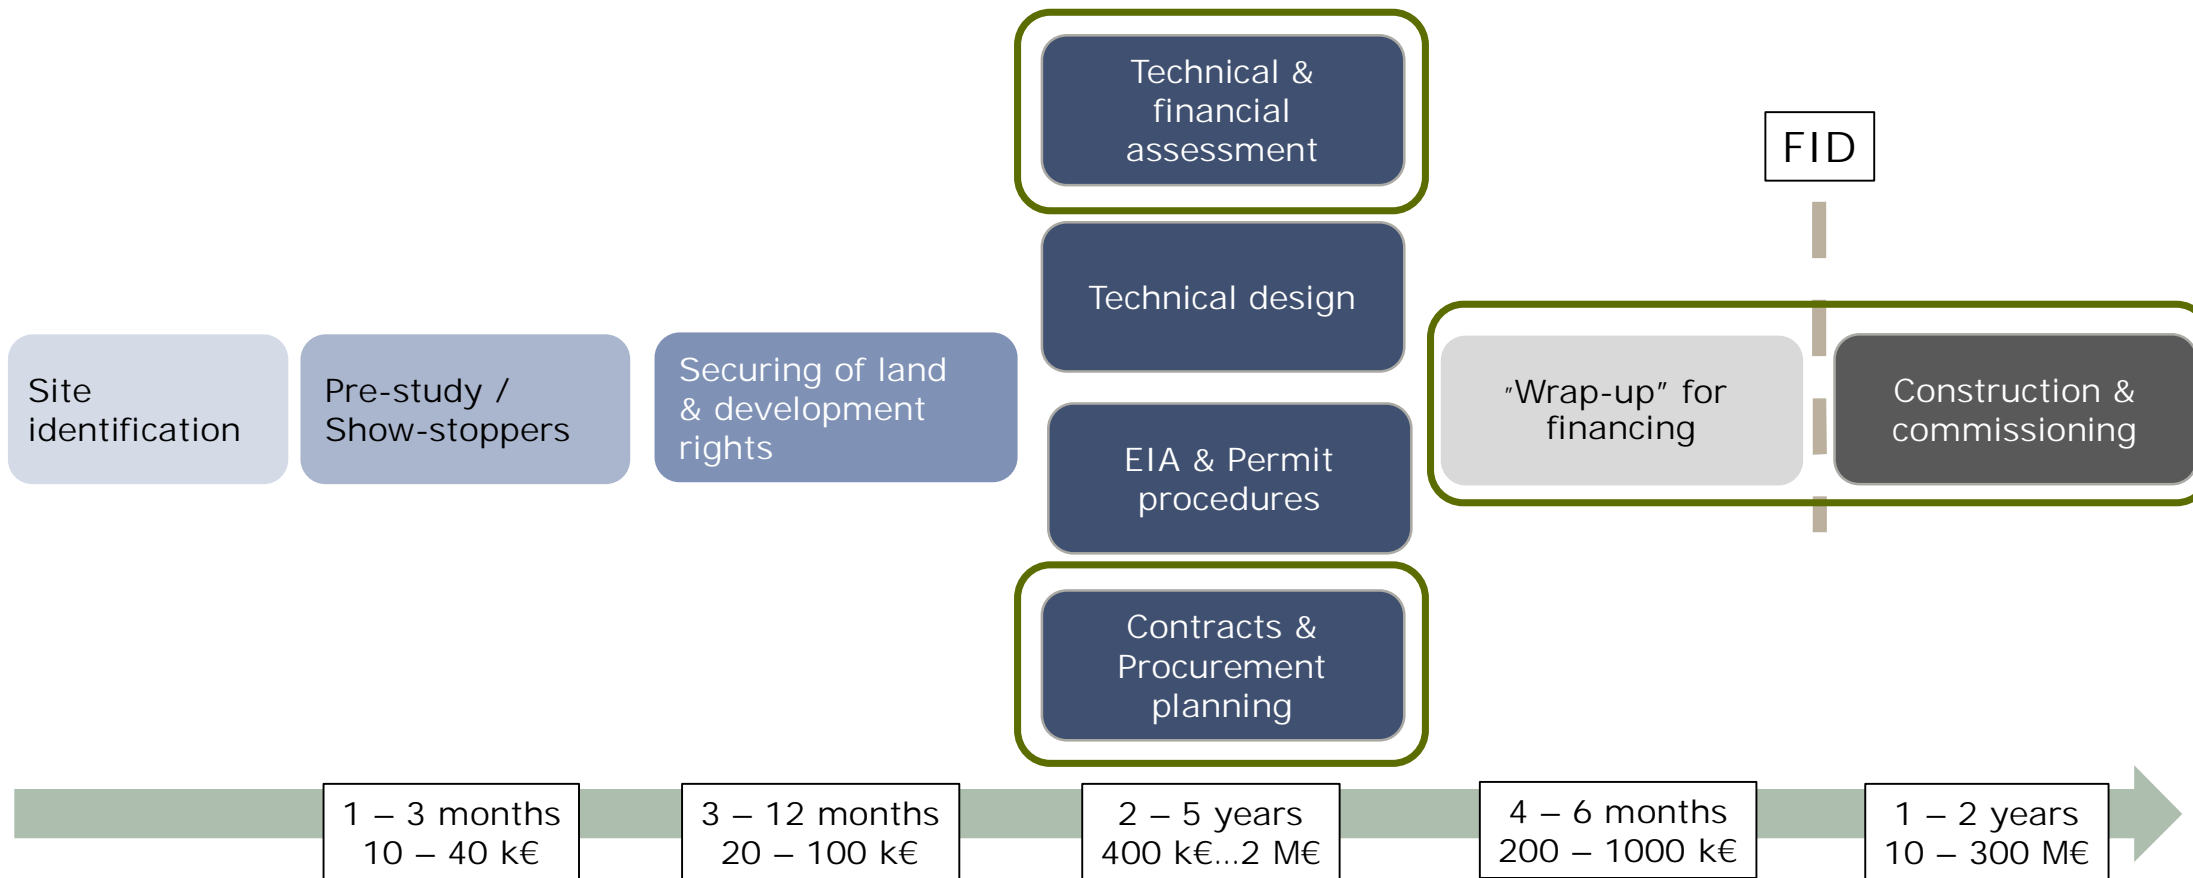 Site
identification
Pre-study /
Show-stoppers
Securing of land
& development
rights
Technical &
financial
assessment
Technical design
EIA & Permit
procedures
Contracts &
Procurement
planning
"Wrap-up" for
financing
FID
Construction &
commissioning
1 – 3 months
10 – 40 k€
3 – 12 months
20 – 100 k€
2 – 5 years
400 k€...2 M€
4 – 6 months
200 – 1000 k€
1 – 2 years
10 – 300 M€